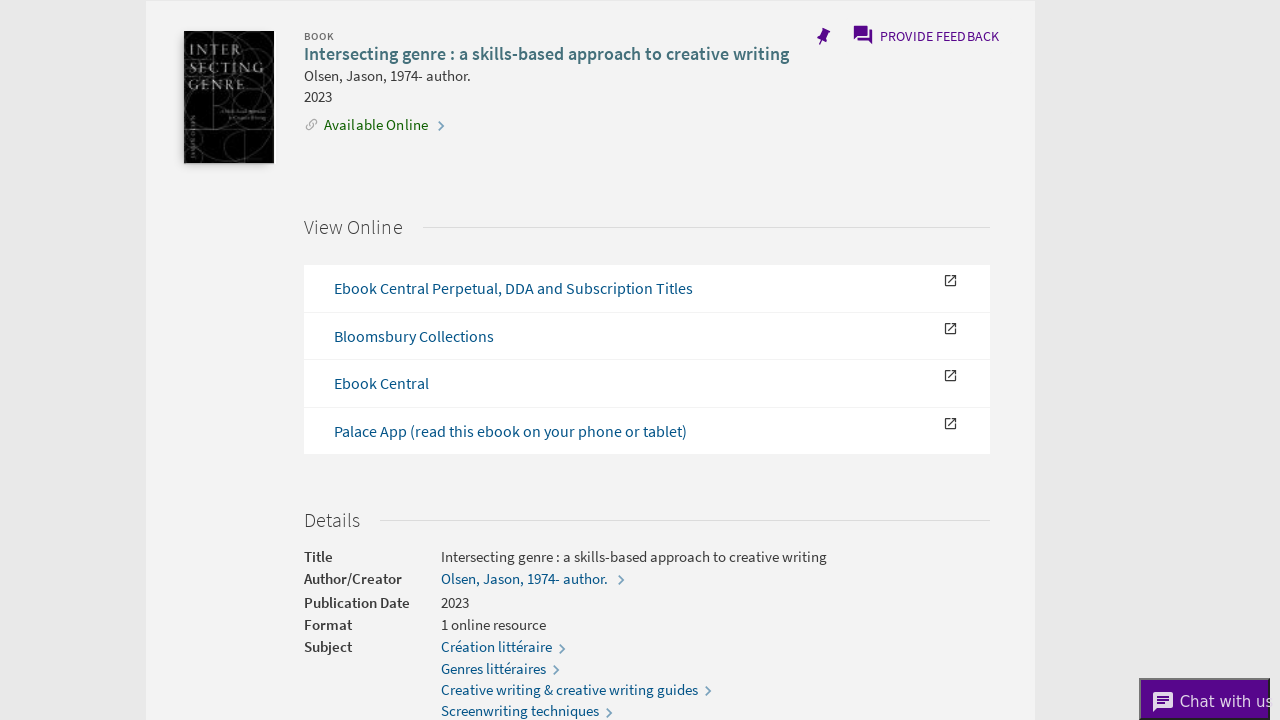 INTER
SECTING
GENRE
BOOK
Intersecting genre : a skills-based approach to creative writing
Olsen, Jason, 1974- author.
2023
Available Online
PROVIDE FEEDBACK
View Online
Ebook Central Perpetual, DDA and Subscription Titles
Bloomsbury Collections
Ebook Central
Palace App (read this ebook on your phone or tablet)
Details
Title Intersecting genre : a skills-based approach to creative writing
Author/Creator Olsen, Jason, 1974- author.
Publication Date 2023
Format 1 online resource
Subject Création littéraire
Genres littéraires
Creative writing & creative writing guides
Screenwriting techniques
Chat with us